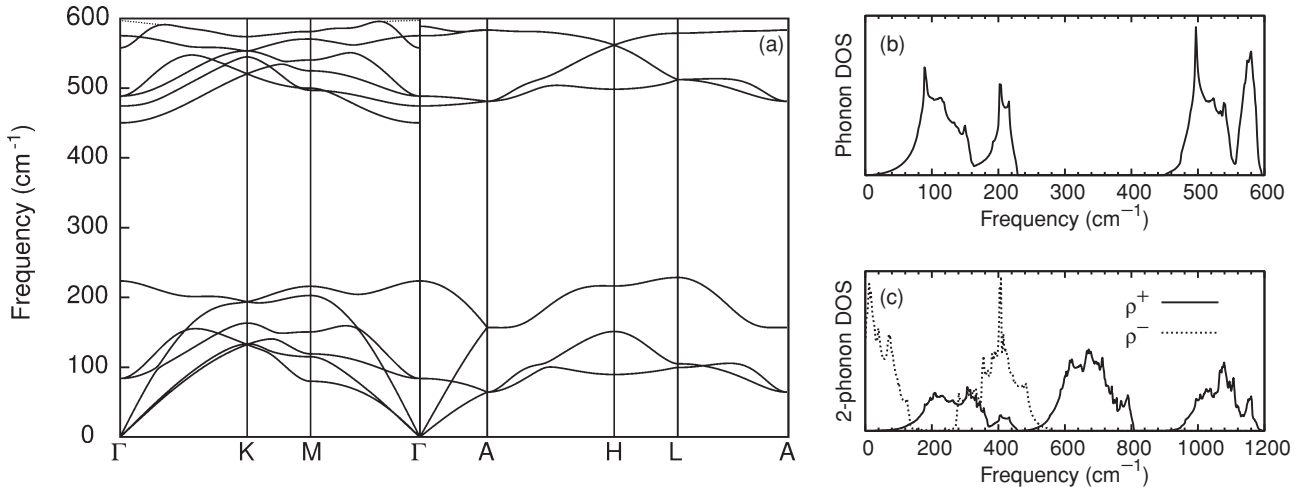 Frequency (cm-1)
600
500
400
300
200
100
0
(a)
Γ K M Γ A H L A
Phonon DOS
(b)
0 100 200 300 400 500 600
Frequency (cm−1)
2-phonon DOS
(c)
ρ+
ρ−
0 200 400 600 800 1000 1200
Frequency (cm−1)